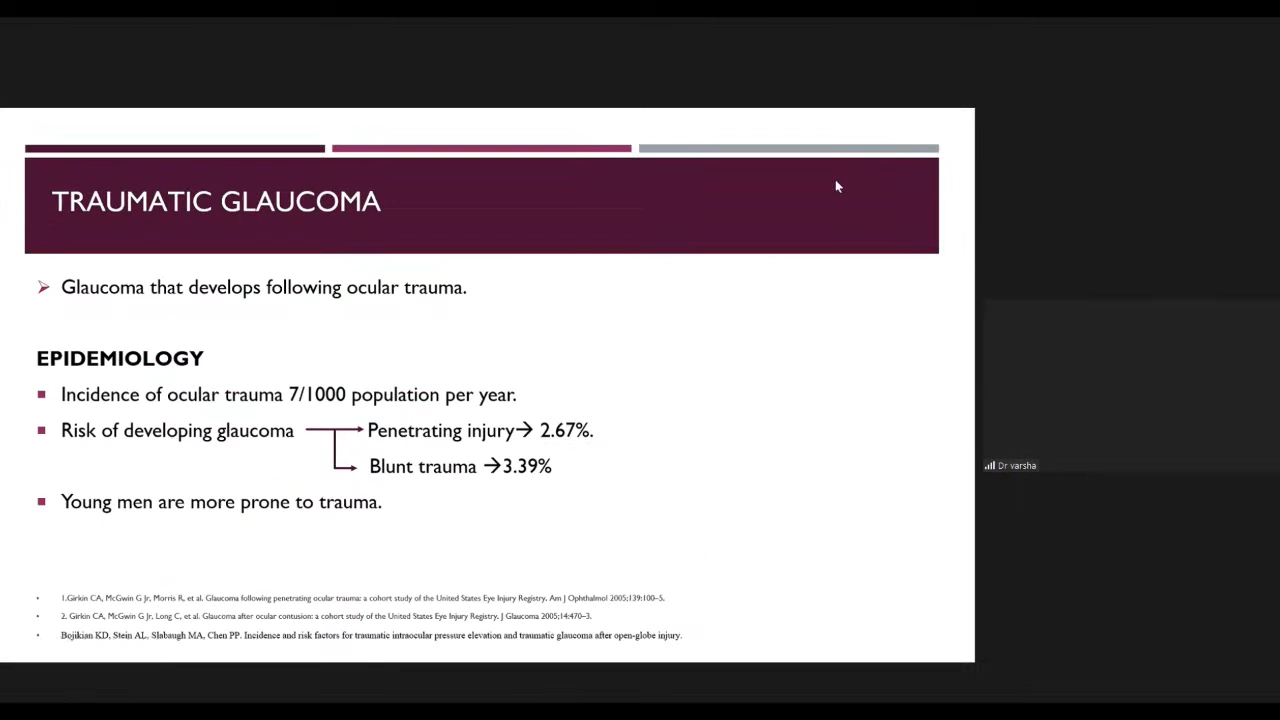 TRAUMATIC GLAUCOMA
➢ Glaucoma that develops following ocular trauma.
EPIDEMIOLOGY
▪ Incidence of ocular trauma 7/1000 population per year.
▪ Risk of developing glaucoma Penetrating injury→ 2.67%.
Blunt trauma →3.39%
▪ Young men are more prone to trauma.
Dr varsha
• 1.Girkin CA, McGwin G Jr, Morris R, et al. Glaucoma following penetrating ocular trauma: a cohort study of the United States Eye Injury Registry. Am J Ophthalmol 2005;139:100–5.
• 2. Girkin CA, McGwin G Jr, Long C, et al. Glaucoma after ocular contusion: a cohort study of the United States Eye Injury Registry. J Glaucoma 2005;14:470–3.
• Bojikian KD, Stein AL, Slabaugh MA, Chen PP. Incidence and risk factors for traumatic intraocular pressure elevation and traumatic glaucoma after open-globe injury.